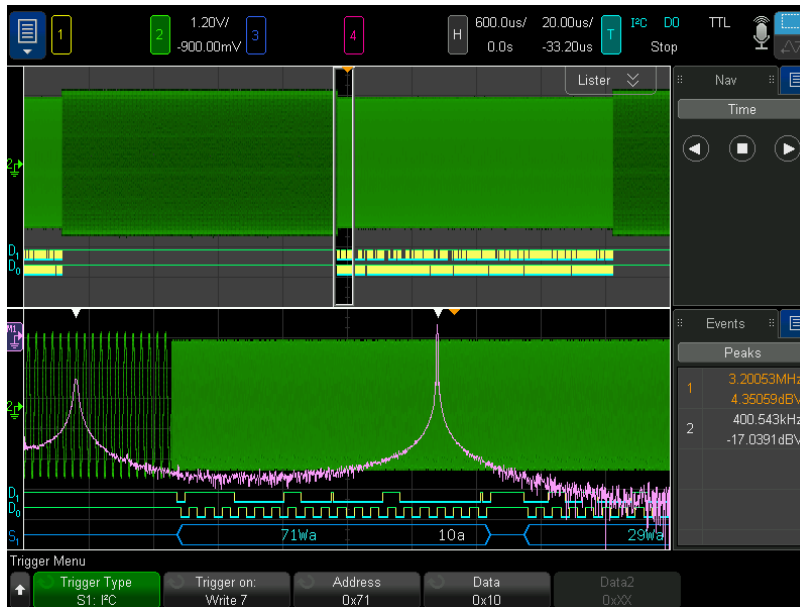 1
2
1.20V/
-900.00mV
3
4
H
600.0us/
0.0s
20.00us/
-33.20us
T
I²C D0 TTL
Stop
Lister
Nav
Time
2
D1
D0
M1
2
D1
D0
S1
71Wa
10a
29Wa
Events
Peaks
1
3.20053MHz
4.35059dBV
2
400.543kHz
-17.0391dBV
Trigger Menu
Trigger Type
S1: I²C
Trigger on:
Write 7
Address
0x71
Data
0x10
Data2
0xXX